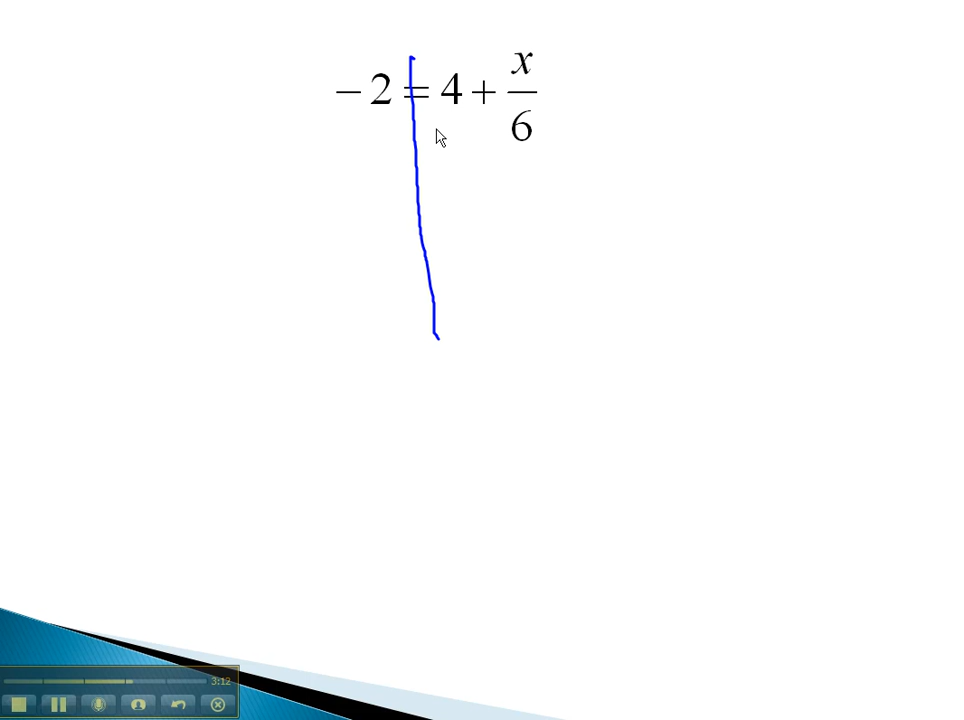 −2 = 4 + x/6
3:12